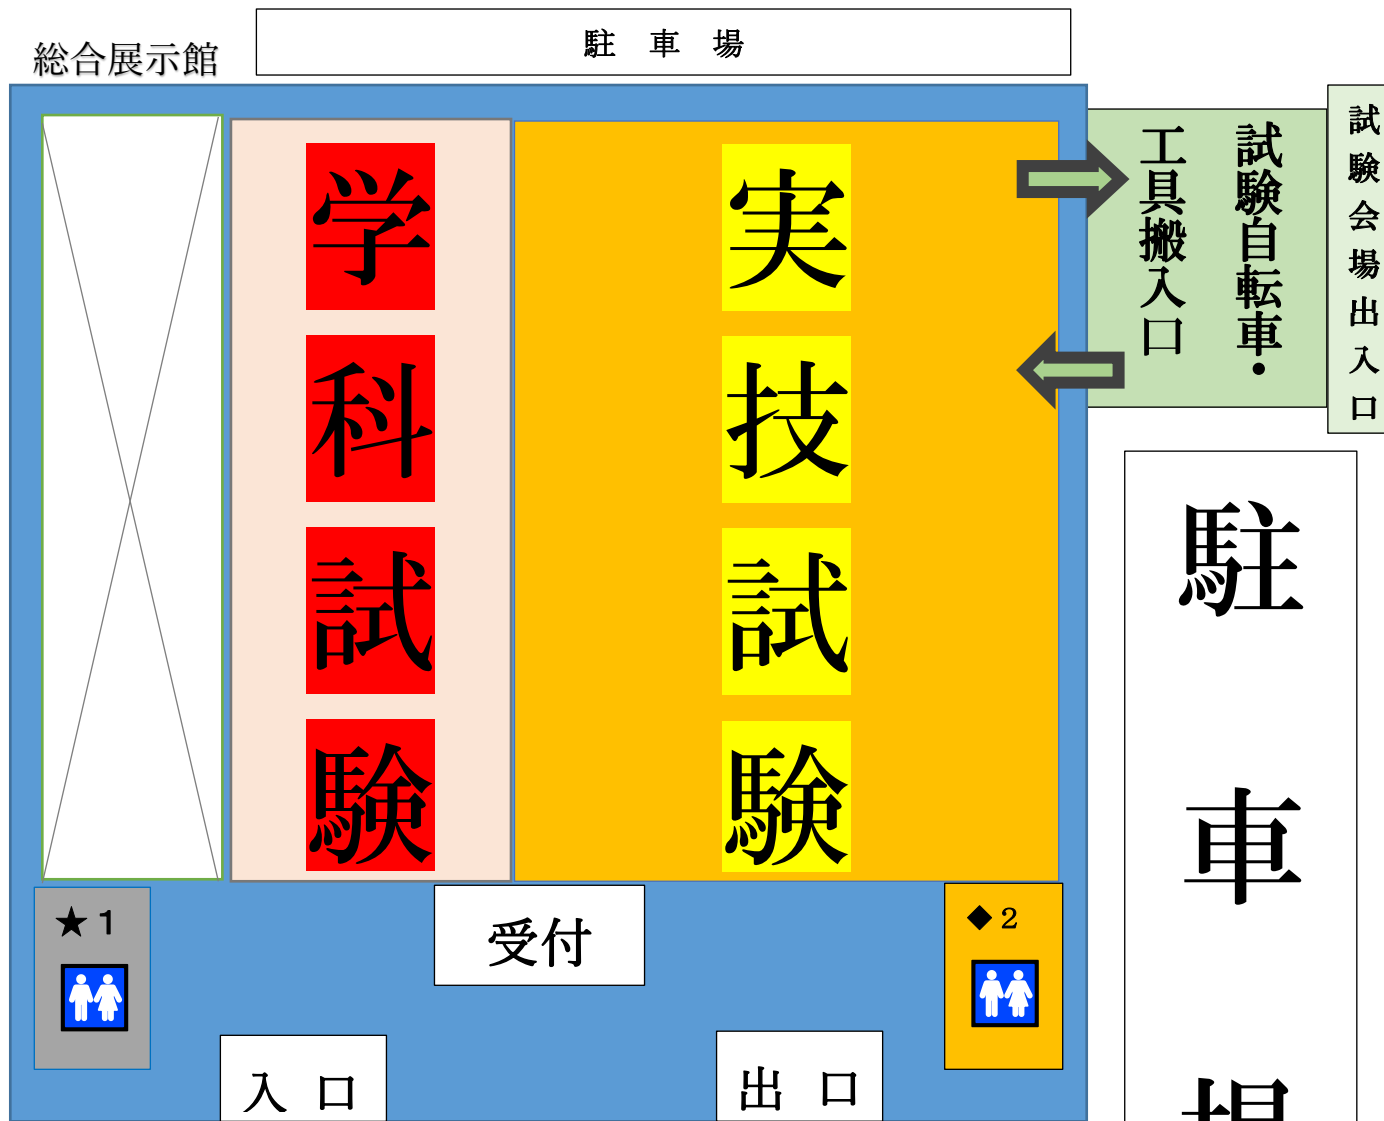 駐 車 場
総合展示館
試験会場出入口
試験自転車・
工具搬入口
実技試験
学科試験
駐車場
受付
★１
◆２
入 口
出 口